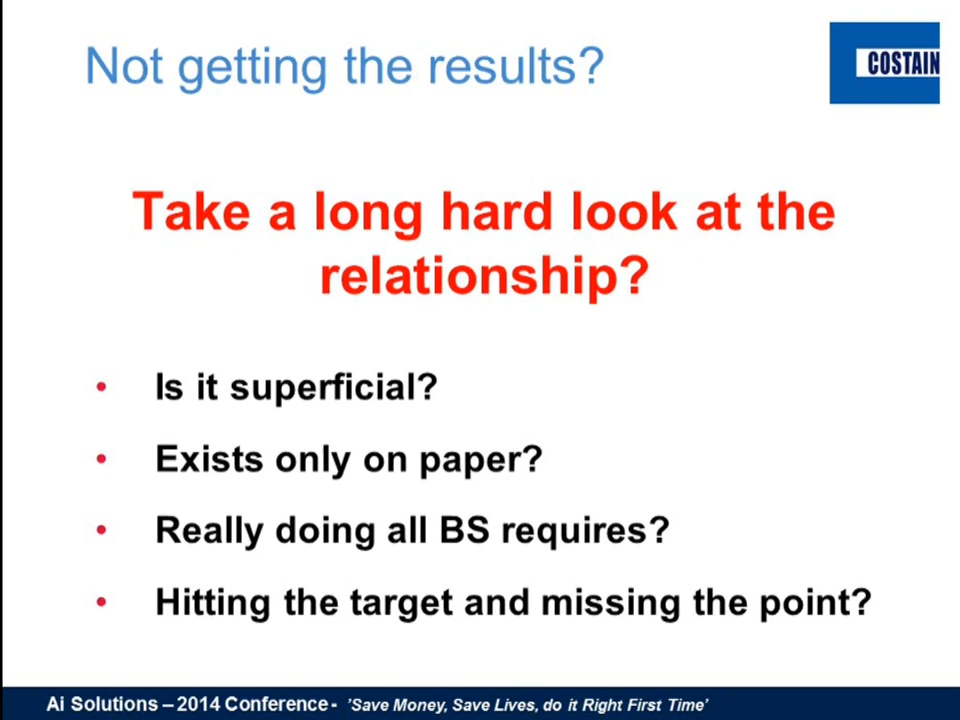 Not getting the results?
COSTAIN
Take a long hard look at the
relationship?
• Is it superficial?
• Exists only on paper?
• Really doing all BS requires?
• Hitting the target and missing the point?
Ai Solutions – 2014 Conference - 'Save Money, Save Lives, do it Right First Time'